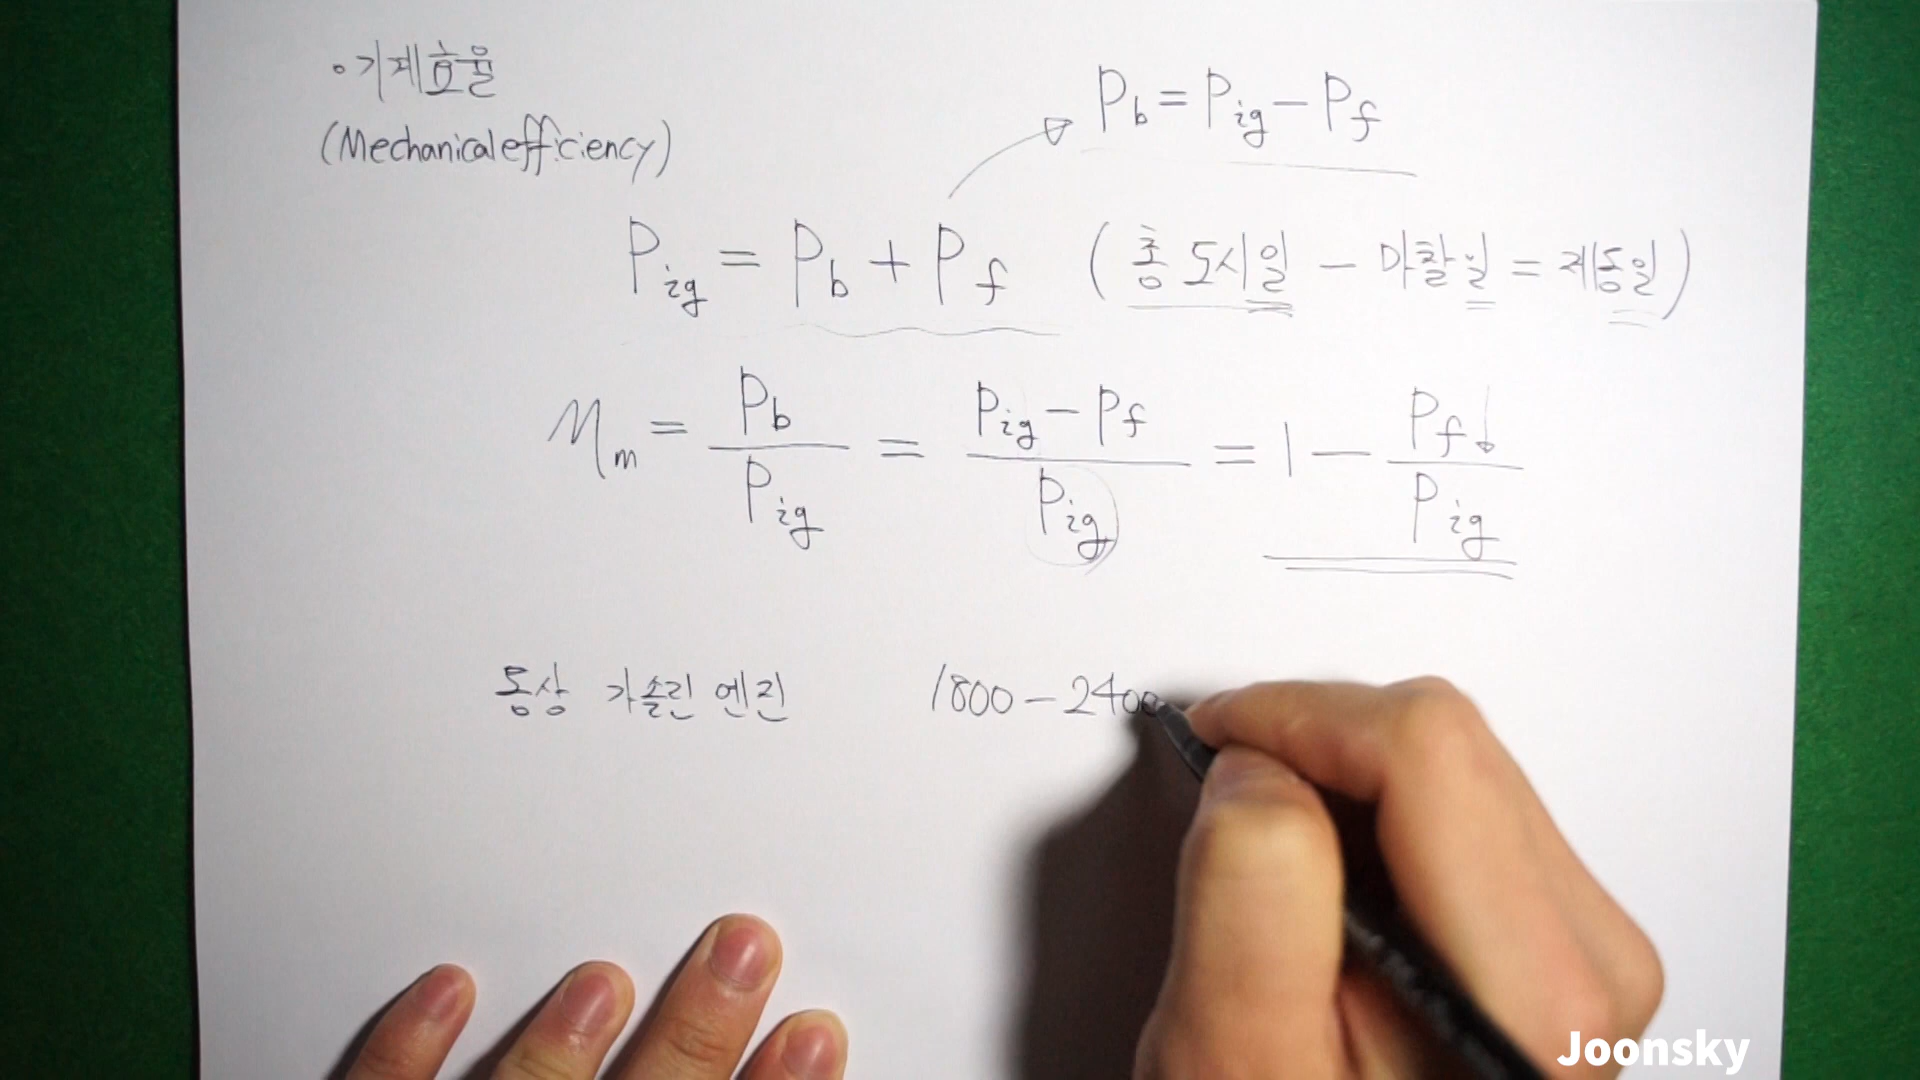 • 기계효율
(Mechanical efficiency)
P_b = P_ig - P_f
P_ig = P_b + P_f (총 도시일 - 마찰일 = 제동일)
η_m = P_b / P_ig = P_ig - P_f / P_ig = 1 - P_f↓ / P_ig
통상 가솔린 엔진 1800 - 2400
Joonsky